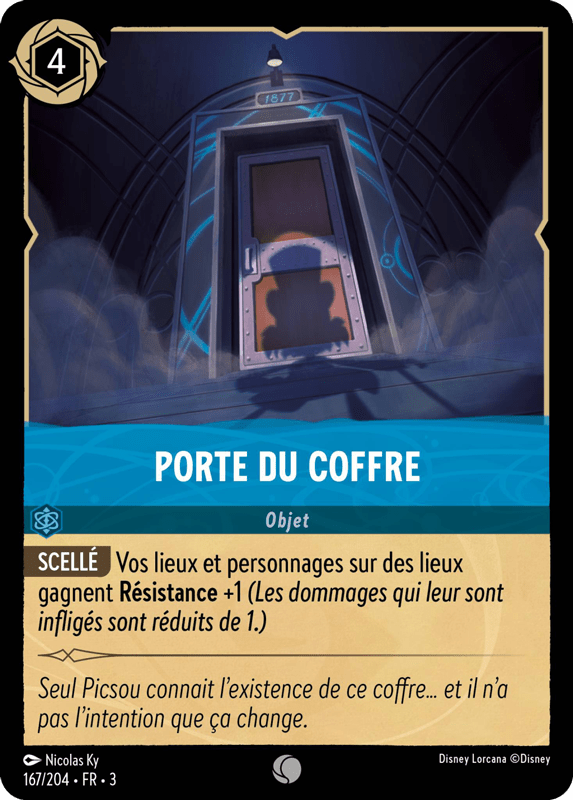 4
1877
PORTE DU COFFRE
Objet
SCELLÉ Vos lieux et personnages sur des lieux
gagnent Résistance +1 (Les dommages qui leur sont
infligés sont réduits de 1.)
Seul Picsou connait l'existence de ce coffre... et il n'a
pas l'intention que ça change.
Nicolas Ky
Disney Lorcana ©Disney
167/204 • FR • 3